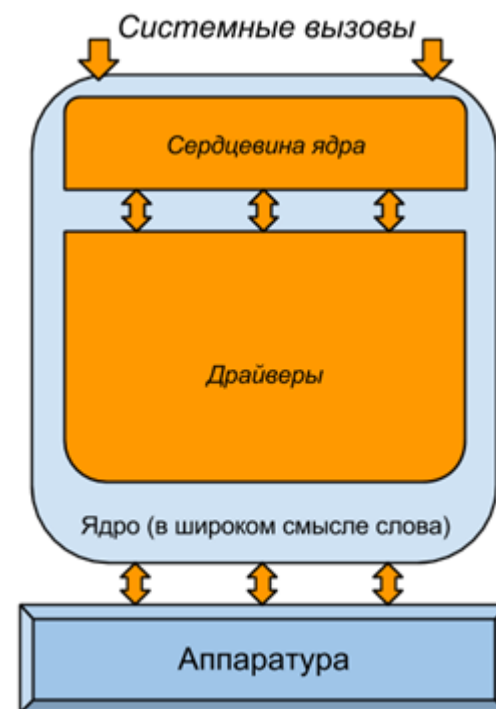 Системные вызовы
Сердцевина ядра
Драйверы
Ядро (в широком смысле слова)
Аппаратура